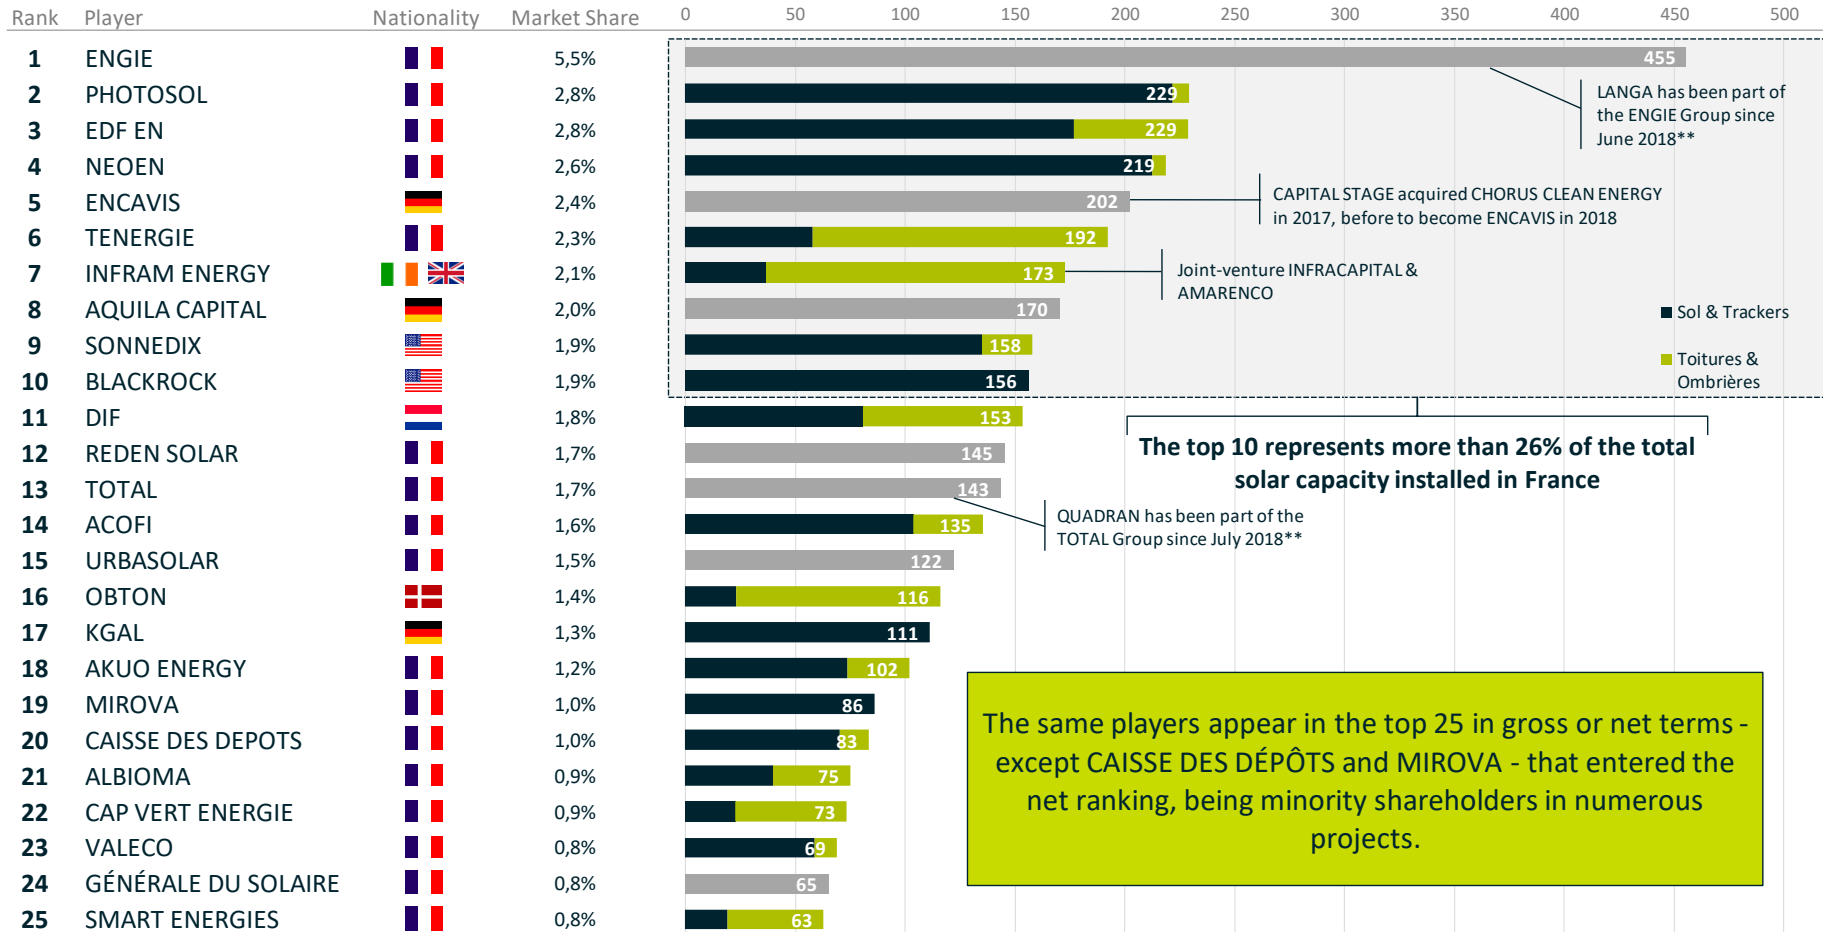 Rank Player Nationality Market Share 0 50 100 150 200 250 300 350 400 450 500
1 ENGIE 5,5% 455
2 PHOTOSOL 2,8% 229
3 EDF EN 2,8% 229
4 NEOEN 2,6% 219
5 ENCAVIS 2,4% 202
6 TENERGIE 2,3% 192
7 INFRAM ENERGY 2,1% 173
8 AQUILA CAPITAL 2,0% 170
9 SONNEDIX 1,9% 158
10 BLACKROCK 1,9% 156
11 DIF 1,8% 153
12 REDEN SOLAR 1,7% 145
13 TOTAL 1,7% 143
14 ACOFI 1,6% 135
15 URBASOLAR 1,5% 122
16 OBTON 1,4% 116
17 KGAL 1,3% 111
18 AKUO ENERGY 1,2% 102
19 MIROVA 1,0% 86
20 CAISSE DES DEPOTS 1,0% 83
21 ALBIOMA 0,9% 75
22 CAP VERT ENERGIE 0,9% 73
23 VALECO 0,8% 69
24 GÉNÉRALE DU SOLAIRE 0,8% 65
25 SMART ENERGIES 0,8% 63
LANGA has been part of
the ENGIE Group since
June 2018**
CAPITAL STAGE acquired CHORUS CLEAN ENERGY
in 2017, before to become ENCAVIS in 2018
Joint-venture INFRACAPITAL &
AMARENCO
Sol & Trackers
Toitures &
Ombrières
The top 10 represents more than 26% of the total
solar capacity installed in France
QUADRAN has been part of the
TOTAL Group since July 2018**
The same players appear in the top 25 in gross or net terms -
except CAISSE DES DÉPÔTS and MIROVA - that entered the
net ranking, being minority shareholders in numerous
projects.